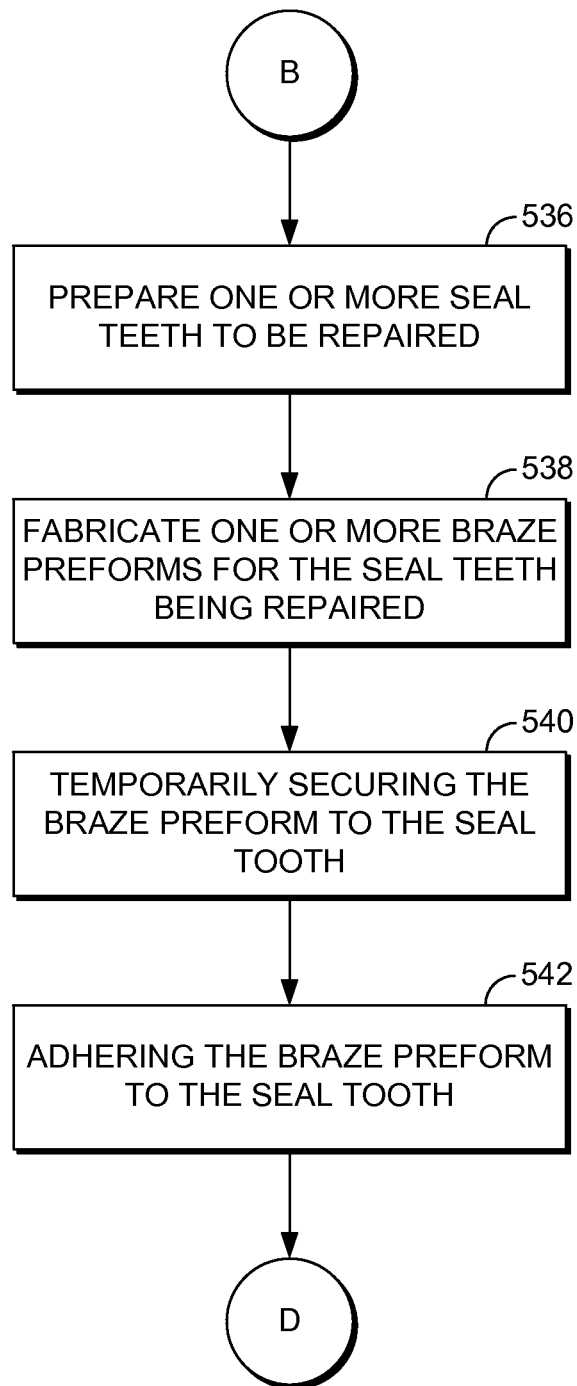 B
536
PREPARE ONE OR MORE SEAL
TEETH TO BE REPAIRED
538
FABRICATE ONE OR MORE BRAZE
PREFORMS FOR THE SEAL TEETH
BEING REPAIRED
540
TEMPORARILY SECURING THE
BRAZE PREFORM TO THE SEAL
TOOTH
542
ADHERING THE BRAZE PREFORM
TO THE SEAL TOOTH
D